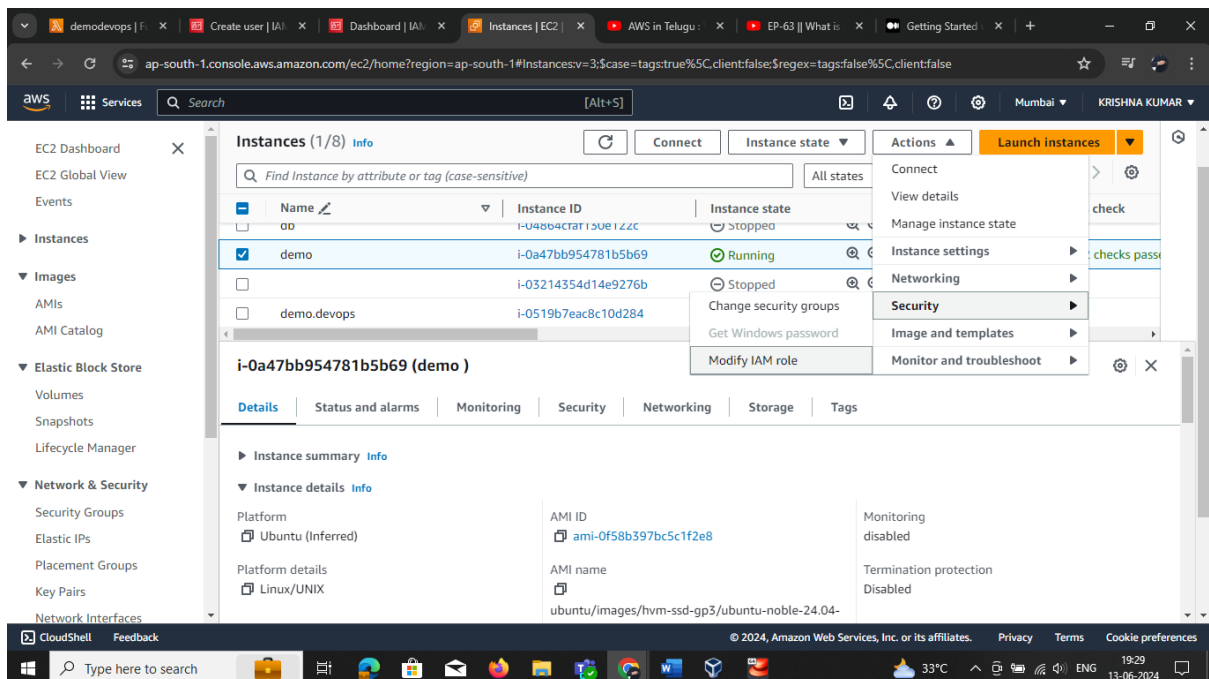 demodevops | F
Create user | IAM
Dashboard | IAM
Instances | EC2 |
AWS in Telugu :
EP-63 || What is
Getting Started
ap-south-1.console.aws.amazon.com/ec2/home?region=ap-south-1#Instances:v=3;$case=tags:true%5C,client:false;$regex=tags:false%5C,client:false
aws
Services
Search
[Alt+S]
Mumbai
KRISHNA KUMAR
EC2 Dashboard
EC2 Global View
Events
Instances
Images
AMIs
AMI Catalog
Elastic Block Store
Volumes
Snapshots
Lifecycle Manager
Network & Security
Security Groups
Elastic IPs
Placement Groups
Key Pairs
Network Interfaces
Instances (1/8) Info
Connect
Instance state
Actions
Launch instances
Find Instance by attribute or tag (case-sensitive)
All states
Name
Instance ID
Instance state
check
db
i-04864cfaf130e122c
Stopped
demo
i-0a47bb954781b5b69
Running
checks passe
i-03214354d14e9276b
Stopped
demo.devops
i-0519b7eac8c10d284
Connect
View details
Manage instance state
Instance settings
Networking
Security
Image and templates
Monitor and troubleshoot
Change security groups
Get Windows password
Modify IAM role
i-0a47bb954781b5b69 (demo )
Details
Status and alarms
Monitoring
Security
Networking
Storage
Tags
Instance summary Info
Instance details Info
Platform
Ubuntu (Inferred)
AMI ID
ami-0f58b397bc5c1f2e8
Monitoring
disabled
Platform details
Linux/UNIX
AMI name
ubuntu/images/hvm-ssd-gp3/ubuntu-noble-24.04-
Termination protection
Disabled
CloudShell
Feedback
© 2024, Amazon Web Services, Inc. or its affiliates.
Privacy
Terms
Cookie preferences
Type here to search
33°C
ENG
19:29
13-06-2024